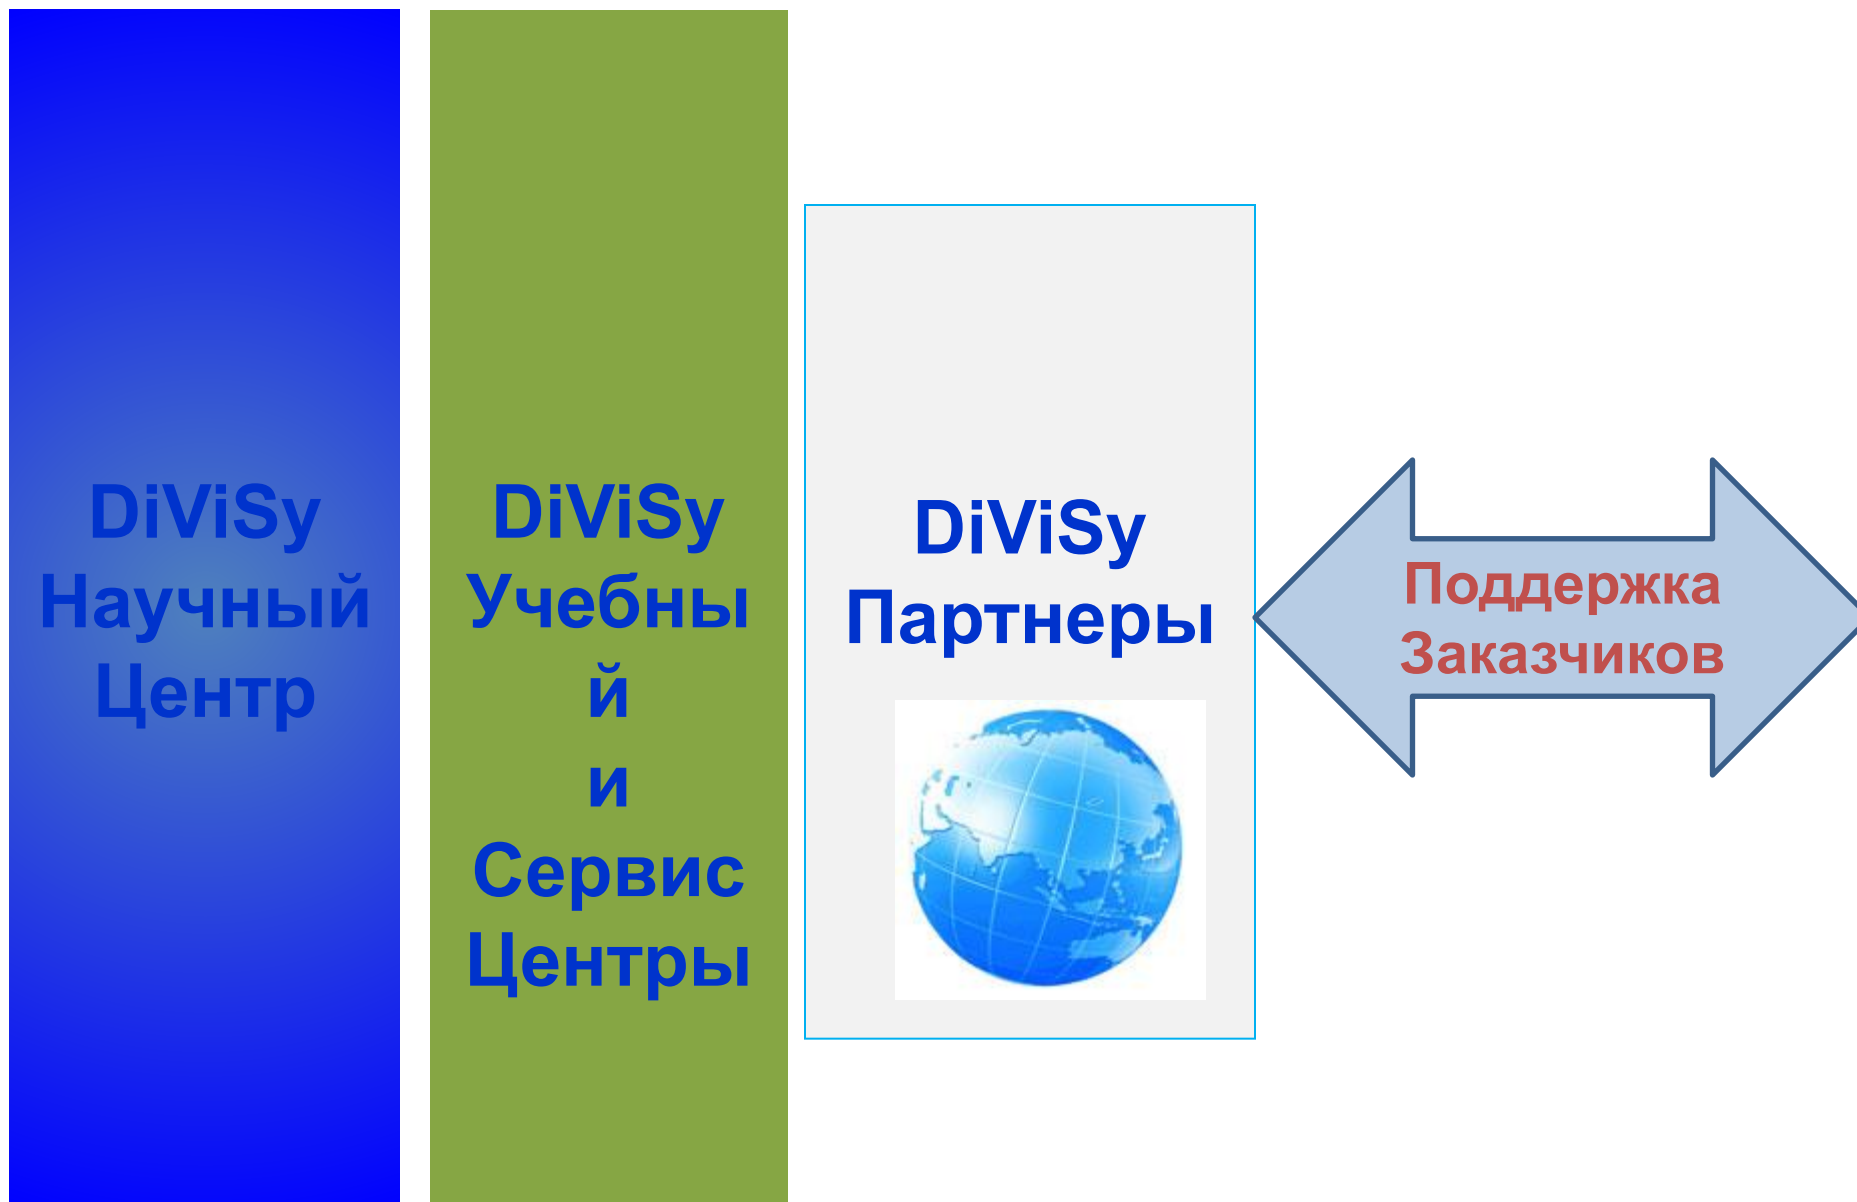 DiViSy
Научный
Центр
DiViSy
Учебны
й
и
Сервис
Центры
DiViSy
Партнеры
Поддержка
Заказчиков